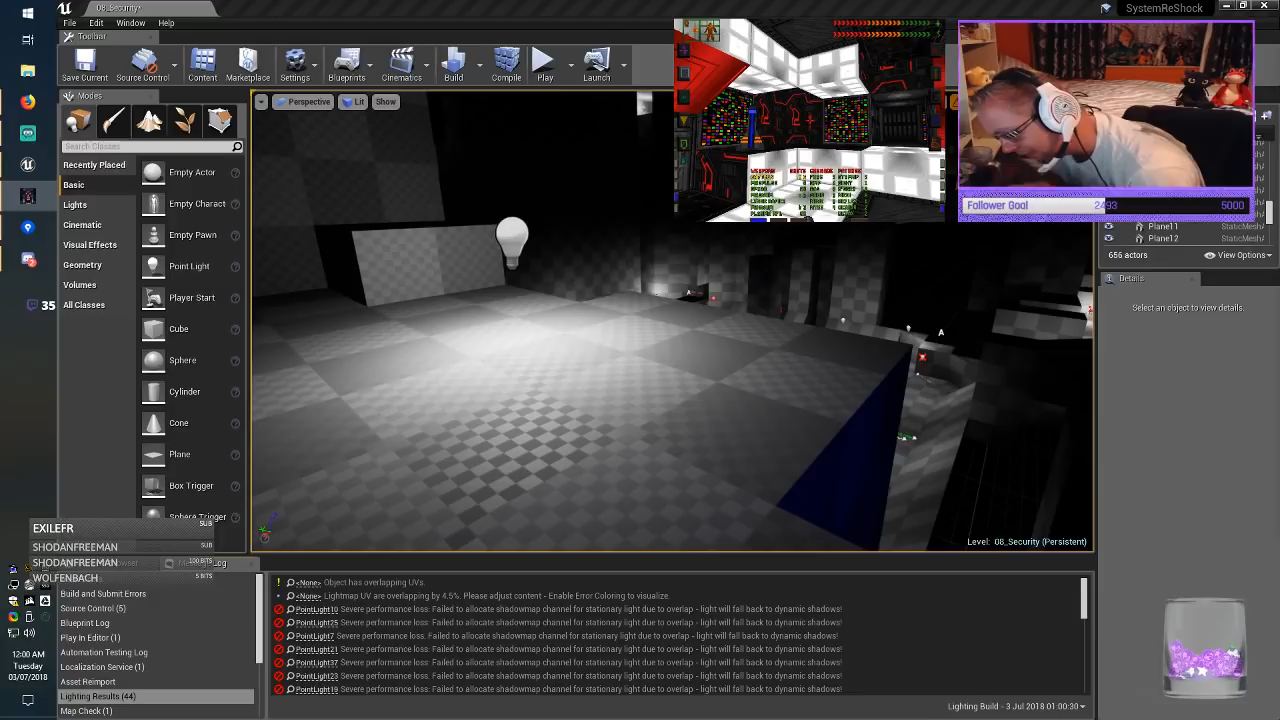 08_Security*
SystemReShock
File Edit Window Help
Toolbar
Save Current
Source Control
Content
Marketplace
Settings
Blueprints
Cinematics
Build
Compile
Play
Launch
Modes
Search Classes
Recently Placed
Basic
Lights
Cinematic
Visual Effects
Geometry
Volumes
All Classes
Empty Actor
Empty Charact
Empty Pawn
Point Light
Player Start
Cube
Sphere
Cylinder
Cone
Plane
Box Trigger
Sphere Trigger
Perspective Lit Show
Level: 08_Security (Persistent)
Follower Goal 2493 5000
Plane11 StaticMeshA
Plane12 StaticMeshA
656 actors View Options
Details
Select an object to view details.
35
EXILEFR SUB
SHODANFREEMAN SUB
SHODANFREEMAN 100 BITS
WOLFENBACH 5 BITS
Build and Submit Errors
Source Control (5)
Blueprint Log
Play in Editor (1)
Automation Testing Log
Localization Service (1)
Asset Reimport
Lighting Results (44)
Map Check (1)
<None> Object has overlapping UVs.
<None> Lightmap UV are overlapping by 4.5%. Please adjust content - Enable Error Coloring to visualize.
PointLight10 Severe performance loss: Failed to allocate shadowmap channel for stationary light due to overlap - light will fall back to dynamic shadows!
PointLight25 Severe performance loss: Failed to allocate shadowmap channel for stationary light due to overlap - light will fall back to dynamic shadows!
PointLight7 Severe performance loss: Failed to allocate shadowmap channel for stationary light due to overlap - light will fall back to dynamic shadows!
PointLight21 Severe performance loss: Failed to allocate shadowmap channel for stationary light due to overlap - light will fall back to dynamic shadows!
PointLight37 Severe performance loss: Failed to allocate shadowmap channel for stationary light due to overlap - light will fall back to dynamic shadows!
PointLight23 Severe performance loss: Failed to allocate shadowmap channel for stationary light due to overlap - light will fall back to dynamic shadows!
PointLight19 Severe performance loss: Failed to allocate shadowmap channel for stationary light due to overlap - light will fall back to dynamic shadows!
Lighting Build - 3 Jul 2018 01:00:30
12:00 AM
Tuesday
03/07/2018